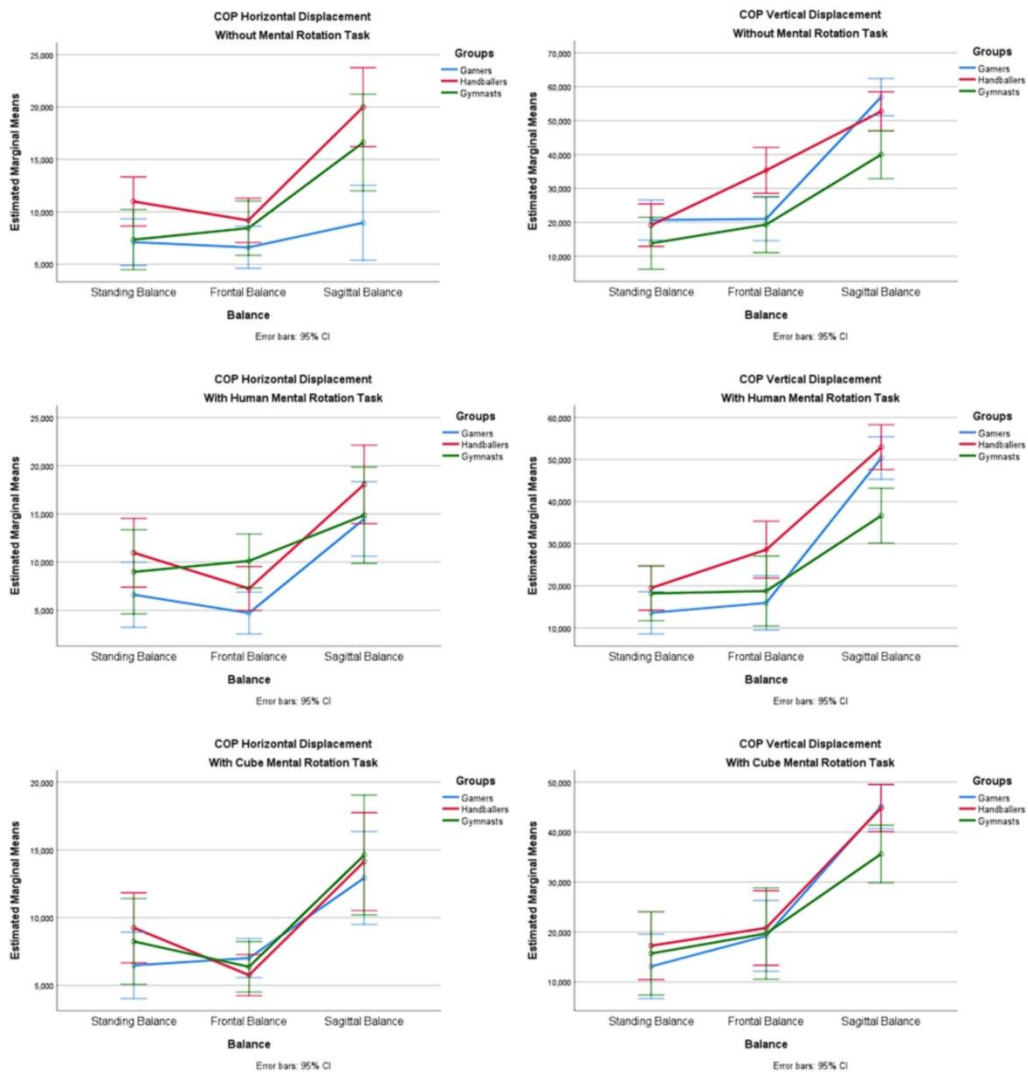 COP Horizontal Displacement
Without Mental Rotation Task
Groups
Gamers
Handballers
Gymnasts
Estimated Marginal Means
25,000
20,000
15,000
10,000
5,000
Standing Balance
Frontal Balance
Sagittal Balance
Balance
Error bars: 95% CI
COP Vertical Displacement
Without Mental Rotation Task
Groups
Gamers
Handballers
Gymnasts
Estimated Marginal Means
70,000
60,000
50,000
40,000
30,000
20,000
10,000
Standing Balance
Frontal Balance
Sagittal Balance
Balance
Error bars: 95% CI
COP Horizontal Displacement
With Human Mental Rotation Task
Groups
Gamers
Handballers
Gymnasts
Estimated Marginal Means
25,000
20,000
15,000
10,000
5,000
Standing Balance
Frontal Balance
Sagittal Balance
Balance
Error bars: 95% CI
COP Vertical Displacement
With Human Mental Rotation Task
Groups
Gamers
Handballers
Gymnasts
Estimated Marginal Means
60,000
50,000
40,000
30,000
20,000
10,000
Standing Balance
Frontal Balance
Sagittal Balance
Balance
Error bars: 95% CI
COP Horizontal Displacement
With Cube Mental Rotation Task
Groups
Gamers
Handballers
Gymnasts
Estimated Marginal Means
20,000
15,000
10,000
5,000
Standing Balance
Frontal Balance
Sagittal Balance
Balance
Error bars: 95% CI
COP Vertical Displacement
With Cube Mental Rotation Task
Groups
Gamers
Handballers
Gymnasts
Estimated Marginal Means
50,000
40,000
30,000
20,000
10,000
Standing Balance
Frontal Balance
Sagittal Balance
Balance
Error bars: 95% CI